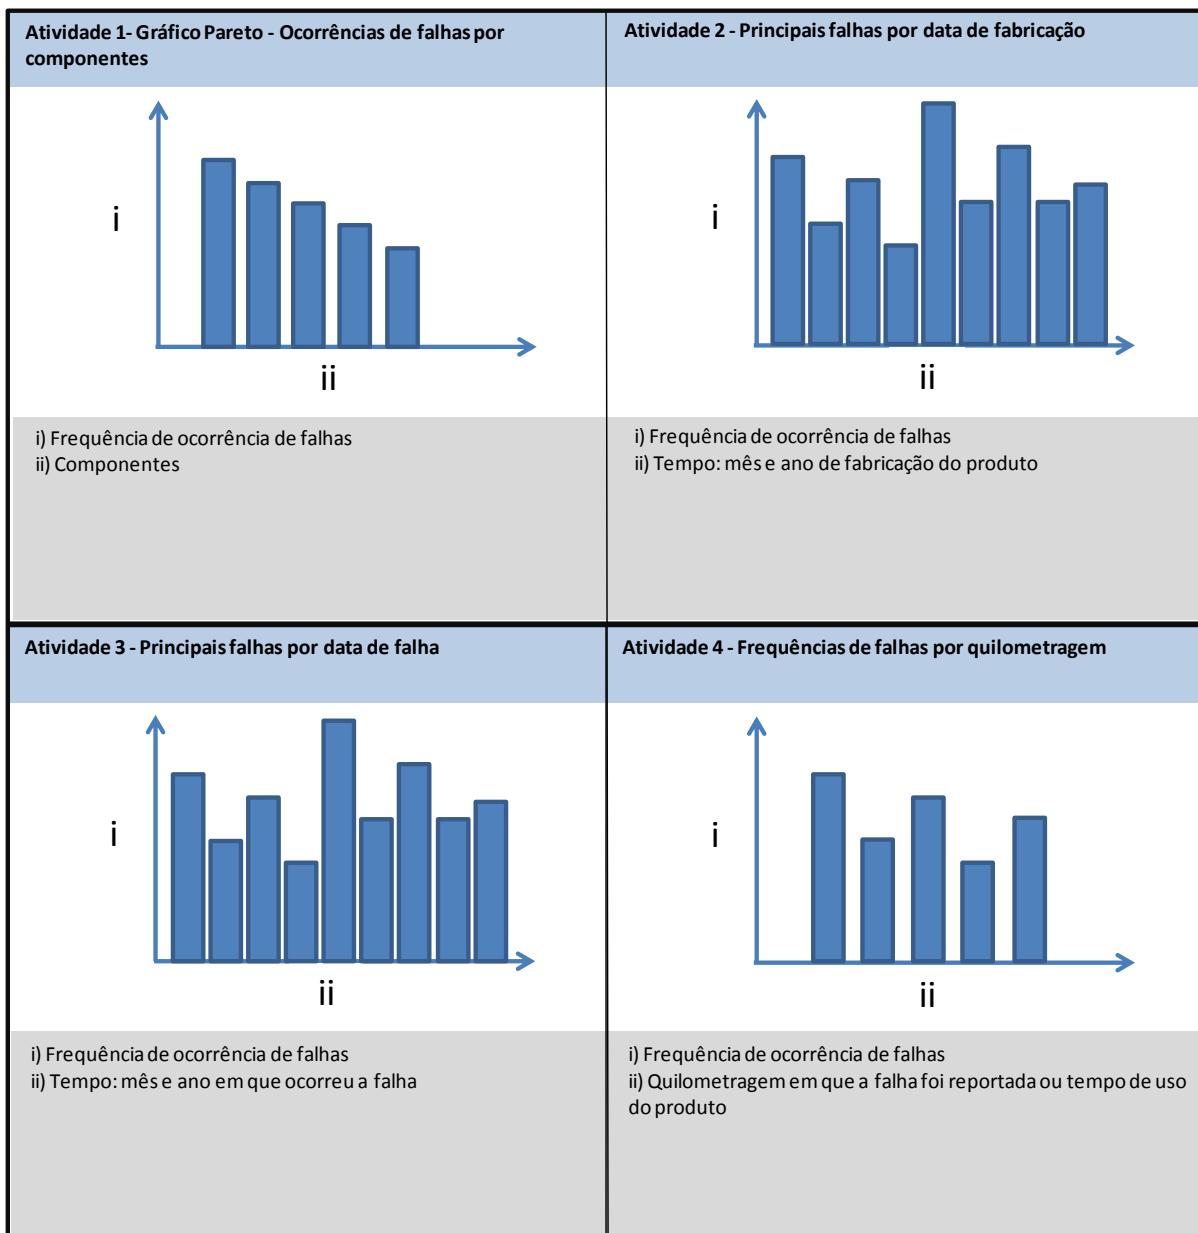 Atividade 1- Gráfico Pareto - Ocorrências de falhas por
componentes
i
ii
i) Frequência de ocorrência de falhas
ii) Componentes
Atividade 2 - Principais falhas por data de fabricação
i
ii
i) Frequência de ocorrência de falhas
ii) Tempo: mês e ano de fabricação do produto
Atividade 3 - Principais falhas por data de falha
i
ii
i) Frequência de ocorrência de falhas
ii) Tempo: mês e ano em que ocorreu a falha
Atividade 4 - Frequências de falhas por quilometragem
i
ii
i) Frequência de ocorrência de falhas
ii) Quilometragem em que a falha foi reportada ou tempo de uso
do produto